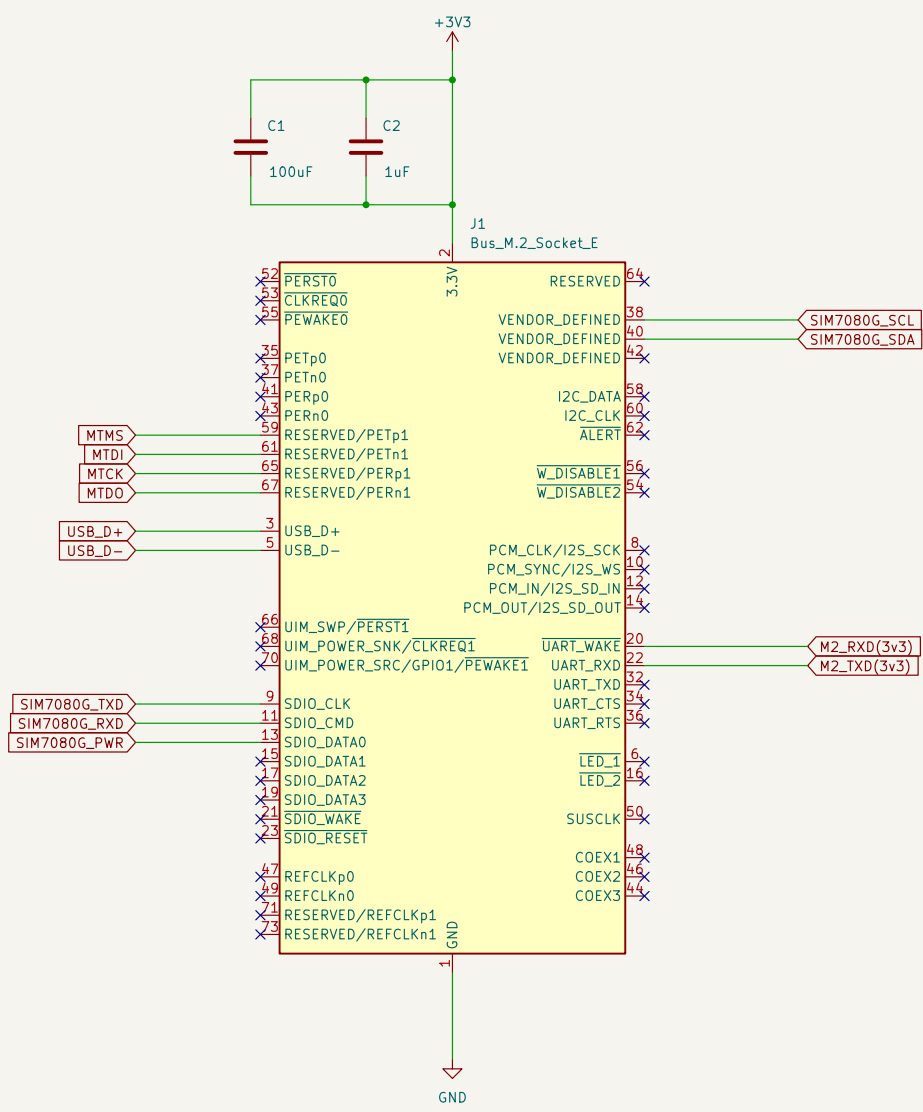 +3V3
C1
C2
100uF
1uF
J1
Bus_M.2_Socket_E
2
3.3V
52 PERST0
53 CLKREQ0
55 PEWAKE0
35 PETp0
37 PETn0
41 PERp0
43 PERn0
MTMS 59 RESERVED/PETp1
MTDI 61 RESERVED/PETn1
MTCK 65 RESERVED/PERp1
MTDO 67 RESERVED/PERn1
USB_D+ 3 USB_D+
USB_D- 5 USB_D-
66 UIM_SWP/PERST1
68 UIM_POWER_SNK/CLKREQ1
70 UIM_POWER_SRC/GPIO1/PEWAKE1
SIM7080G_TXD 9 SDIO_CLK
SIM7080G_RXD 11 SDIO_CMD
SIM7080G_PWR 13 SDIO_DATA0
15 SDIO_DATA1
17 SDIO_DATA2
19 SDIO_DATA3
21 SDIO_WAKE
23 SDIO_RESET
47 REFCLKp0
49 REFCLKn0
71 RESERVED/REFCLKp1
73 RESERVED/REFCLKn1
RESERVED 64
VENDOR_DEFINED 38 SIM7080G_SCL
VENDOR_DEFINED 40 SIM7080G_SDA
VENDOR_DEFINED 42
I2C_DATA 58
I2C_CLK 60
ALERT 62
W_DISABLE1 56
W_DISABLE2 54
PCM_CLK/I2S_SCK 8
PCM_SYNC/I2S_WS 10
PCM_IN/I2S_SD_IN 12
PCM_OUT/I2S_SD_OUT 14
UART_WAKE 20 M2_RXD(3v3)
UART_RXD 22 M2_TXD(3v3)
UART_TXD 32
UART_CTS 34
UART_RTS 36
LED_1 6
LED_2 16
SUSCLK 50
COEX1 48
COEX2 46
COEX3 44
GND
1
GND